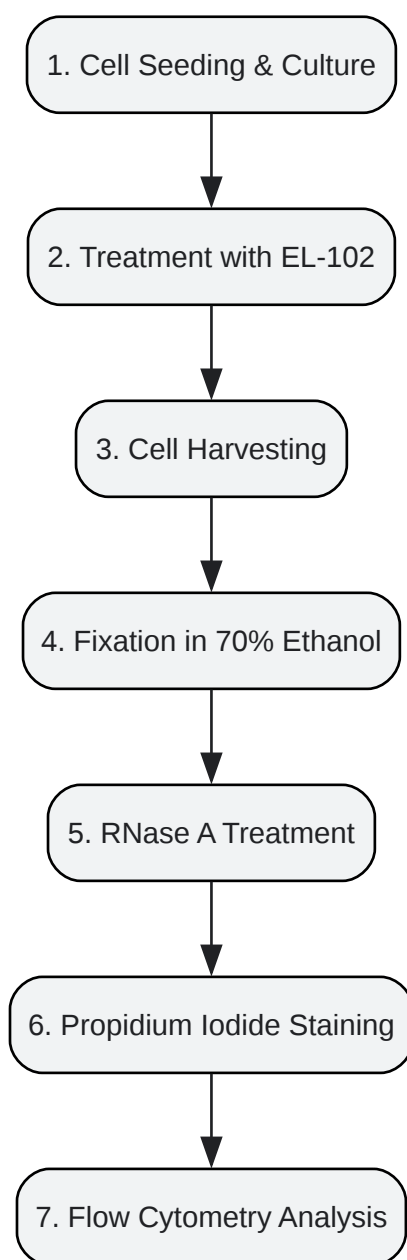 1. Cell Seeding & Culture
2. Treatment with EL-102
3. Cell Harvesting
4. Fixation in 70% Ethanol
5. RNase A Treatment
6. Propidium Iodide Staining
7. Flow Cytometry Analysis